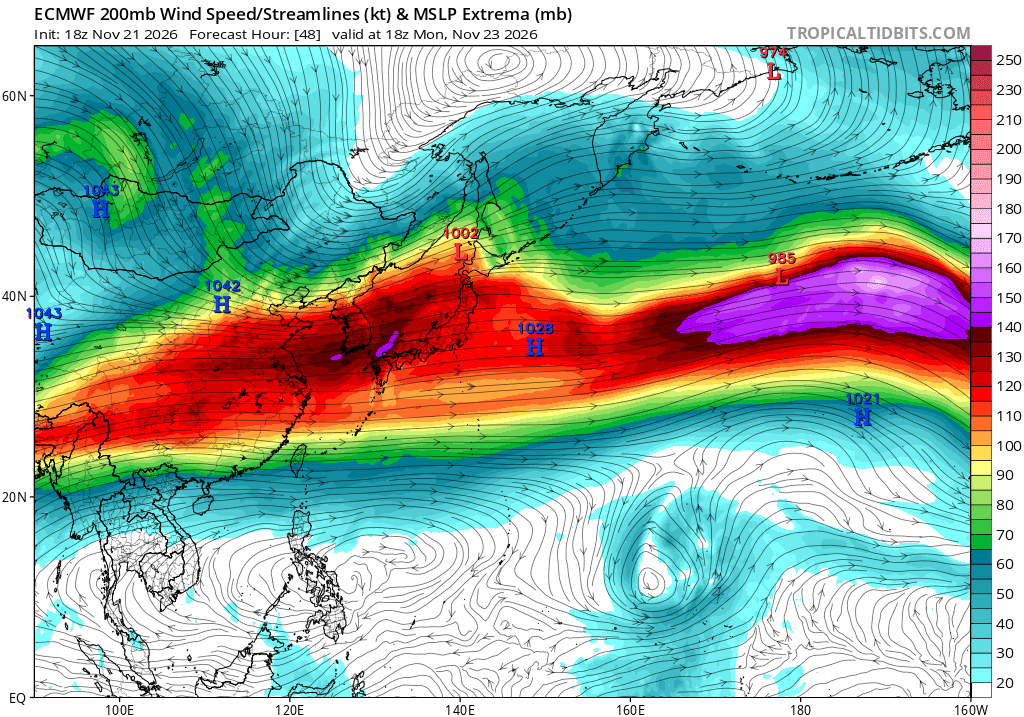 ECMWF 200mb Wind Speed/Streamlines (kt) & MSLP Extrema (mb)
Init: 18z Nov 21 2026 Forecast Hour: [48] valid at 18z Mon, Nov 23 2026
TROPICALTIDBITS.COM
974
L
60N
1043
H
1002
L
985
L
1042
H
40N
1043
H
1028
H
1021
H
20N
EQ
100E
120E
140E
160E
180
160W
250
230
210
200
190
180
170
160
150
140
130
120
110
100
90
80
70
60
50
40
30
20